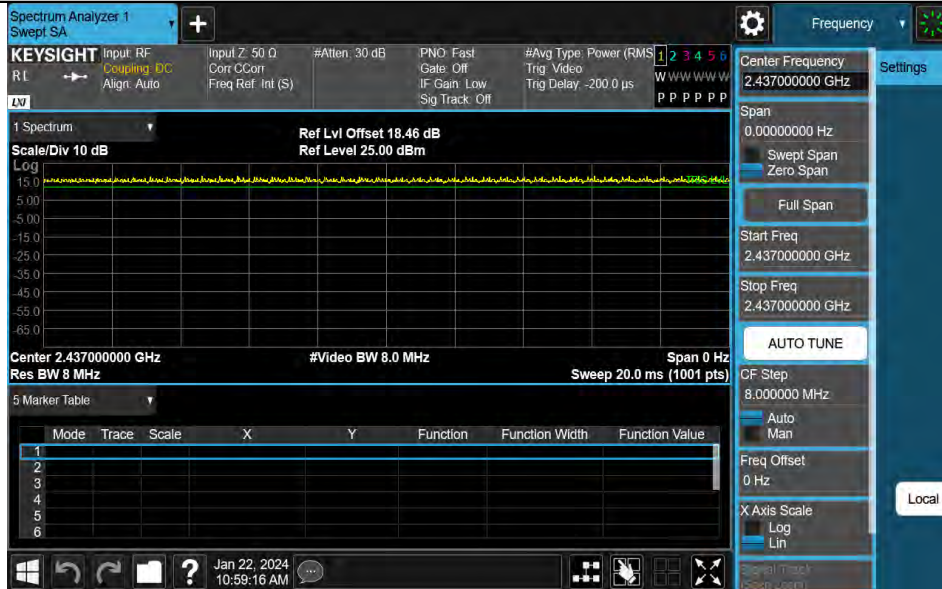 Spectrum Analyzer 1
Swept SA
Frequency
KEYSIGHT
Input: RF
Coupling: DC
Align: Auto
Input Z: 50 Ω
Corr CCorr
Freq Ref: Int (S)
#Atten: 30 dB
PNO: Fast
Gate: Off
IF Gain: Low
Sig Track: Off
#Avg Type: Power (RMS
Trig: Video
Trig Delay: -200.0 µs
1 2 3 4 5 6
W W W W W W
P P P P P P
LXI
1 Spectrum
Scale/Div 10 dB
Ref Lvl Offset 18.46 dB
Ref Level 25.00 dBm
Log
15.0
5.00
-5.00
-15.0
-25.0
-35.0
-45.0
-55.0
-65.0
Center 2.437000000 GHz
#Video BW 8.0 MHz
Span 0 Hz
Res BW 8 MHz
Sweep 20.0 ms (1001 pts)
5 Marker Table
Mode Trace Scale X Y Function Function Width Function Value
1
2
3
4
5
6
Jan 22, 2024
10:59:16 AM
?
Center Frequency
2.437000000 GHz
Settings
Span
0.00000000 Hz
Swept Span
Zero Span
Full Span
Start Freq
2.437000000 GHz
Stop Freq
2.437000000 GHz
AUTO TUNE
CF Step
8.000000 MHz
Auto
Man
Freq Offset
0 Hz
X Axis Scale
Log
Lin
Local
Signal Track
(Span Zoom)